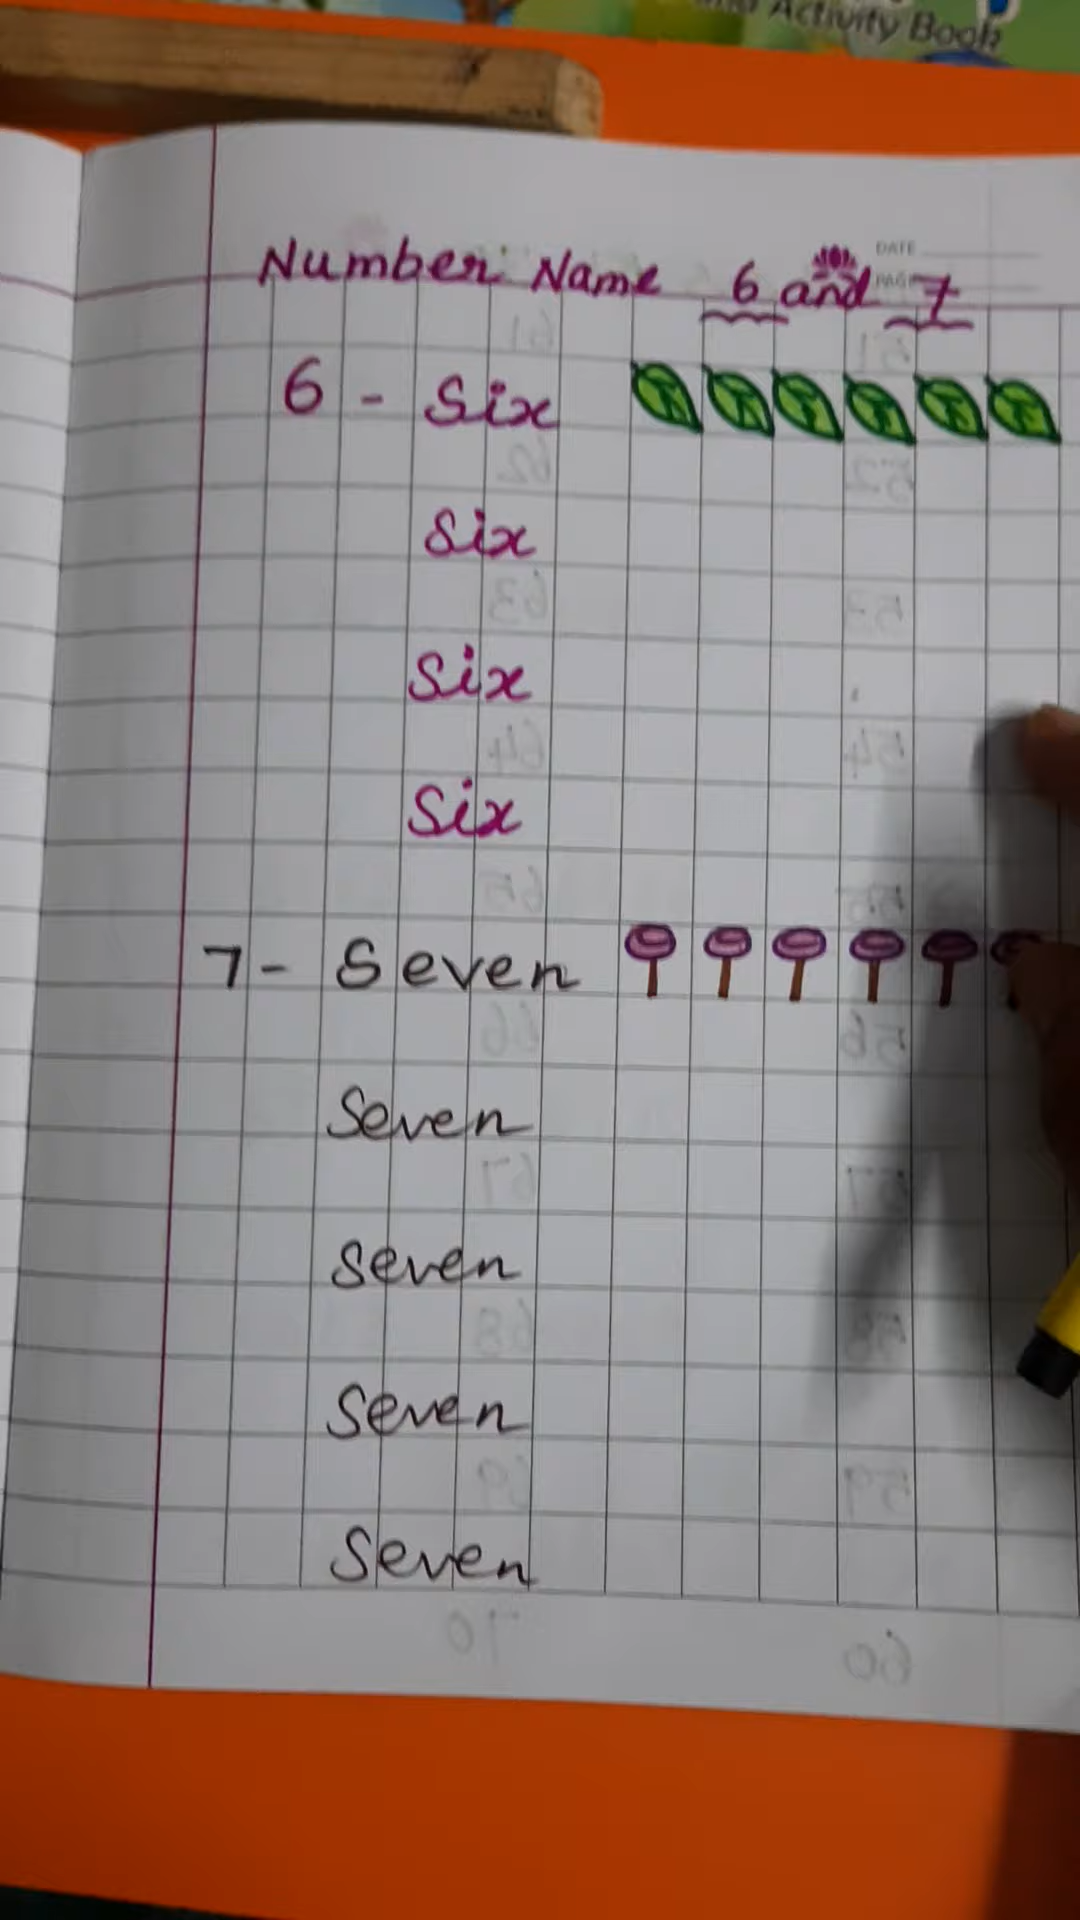 Activity Book
DATE
Number Name 6 and 7
6 - Six
Six
Six
Six
7 - Seven
Seven
Seven
Seven
Seven